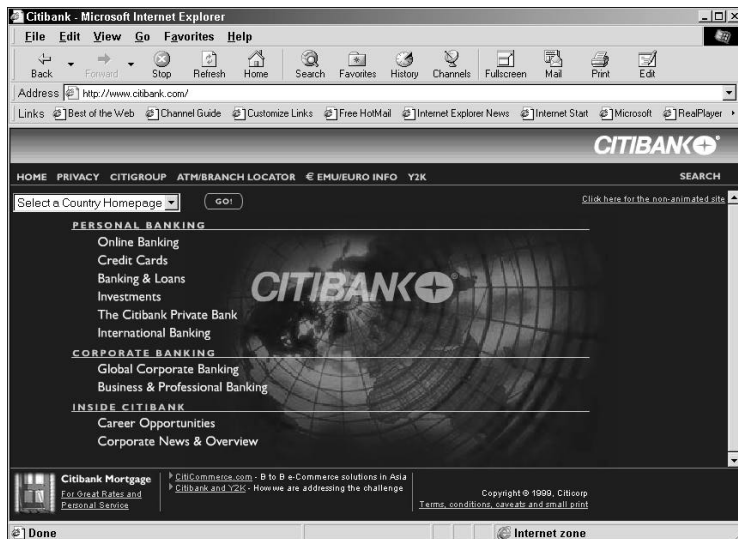 Citibank - Microsoft Internet Explorer
File Edit View Go Favorites Help
Back Forward Stop Refresh Home Search Favorites History Channels Fullscreen Mail Print Edit
Address http://www.citibank.com/
Links Best of the Web Channel Guide Customize Links Free HotMail Internet Explorer News Internet Start Microsoft RealPlayer
CITIBANK
HOME PRIVACY CITIGROUP ATM/BRANCH LOCATOR € EMU/EURO INFO Y2K SEARCH
Select a Country Homepage GO! Click here for the non-animated site
PERSONAL BANKING
Online Banking
Credit Cards
Banking & Loans
Investments
The Citibank Private Bank
International Banking
CITIBANK
CORPORATE BANKING
Global Corporate Banking
Business & Professional Banking
INSIDE CITIBANK
Career Opportunities
Corporate News & Overview
Citibank Mortgage
For Great Rates and
Personal Service
CitiCommerce.com - B to B e-Commerce solutions in Asia
Citibank and Y2K - How we are addressing the challenge
Copyright © 1999, Citicorp
Terms, conditions, caveats and small print
Done Internet zone